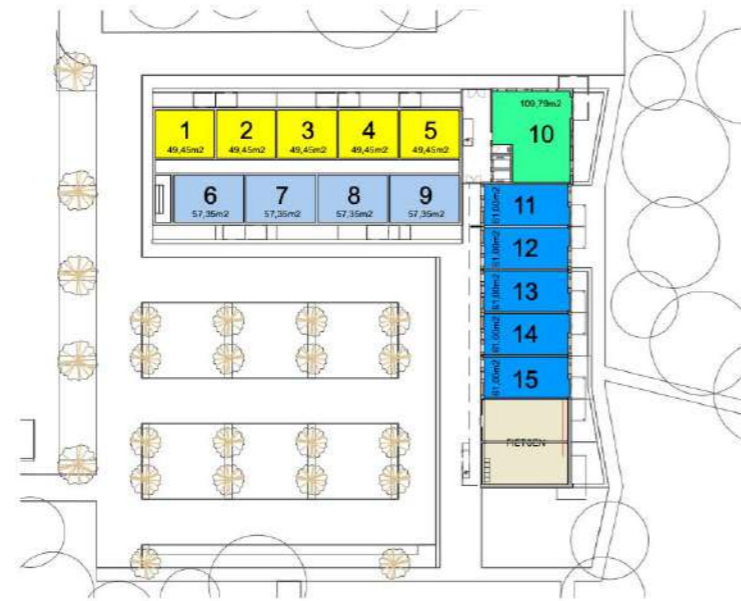 109,79m2
10
1 2 3 4 5
49,45m2 49,45m2 49,45m2 49,45m2 49,45m2
6 7 8 9
57,35m2 57,35m2 57,35m2 57,35m2
61,00m2 11
61,00m2 12
61,00m2 13
61,00m2 14
61,00m2 15
FIETSEN